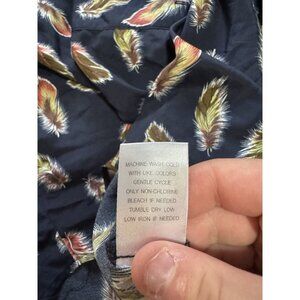 MACHINE WASH COLD
WITH LIKE COLORS
GENTLE CYCLE
ONLY NON-CHLORINE
BLEACH IF NEEDED
TUMBLE DRY LOW
LOW IRON IF NEEDED